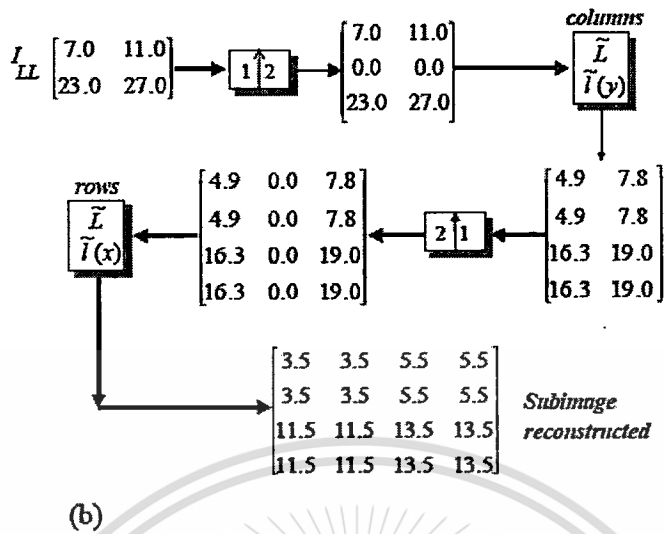 columns
I_LL [7.0 11.0 1↑2 [7.0 11.0 L̃
23.0 27.0] 0.0 0.0 l̃(y)
23.0 27.0]
rows
L̃
l̃(x)
[4.9 0.0 7.8
4.9 0.0 7.8
16.3 0.0 19.0
16.3 0.0 19.0]
2↑1
[4.9 7.8
4.9 7.8
16.3 19.0
16.3 19.0]
[3.5 3.5 5.5 5.5
3.5 3.5 5.5 5.5
11.5 11.5 13.5 13.5
11.5 11.5 13.5 13.5]
Subimage
reconstructed
(b)